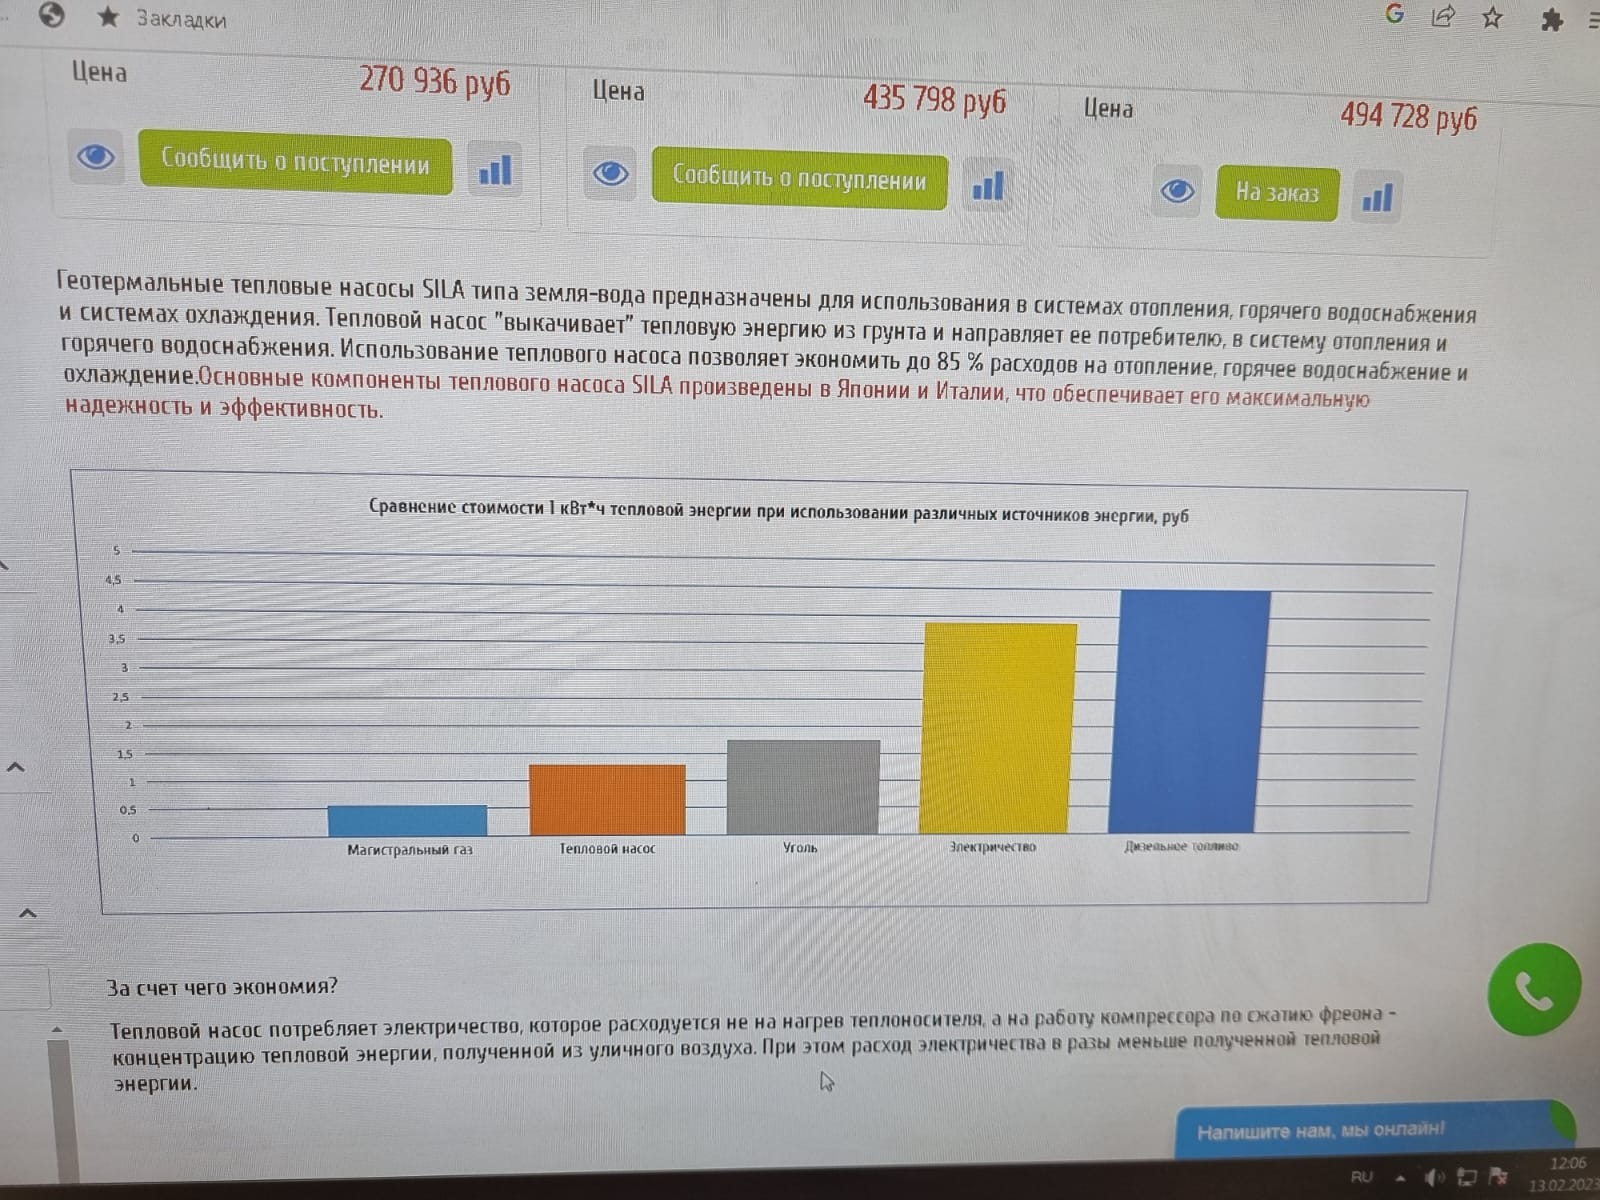 Закладки
Цена 270 936 руб
Цена 435 798 руб
Цена 494 728 руб
Сообщить о поступлении
Сообщить о поступлении
На заказ
Геотермальные тепловые насосы SILA типа земля-вода предназначены для использования в системах отопления, горячего водоснабжения
и системах охлаждения. Тепловой насос "выкачивает" тепловую энергию из грунта и направляет ее потребителю, в систему отопления и
горячего водоснабжения. Использование теплового насоса позволяет экономить до 85 % расходов на отопление, горячее водоснабжение и
охлаждение.Основные компоненты теплового насоса SILA произведены в Японии и Италии, что обеспечивает его максимальную
надежность и эффективность.
Сравнение стоимости 1 кВт*ч тепловой энергии при использовании различных источников энергии, руб
5
4,5
4
3,5
3
2,5
2
1,5
1
0,5
0
Магистральный газ
Тепловой насос
Уголь
Электричество
Дизельное топливо
За счет чего экономия?
Тепловой насос потребляет электричество, которое расходуется не на нагрев теплоносителя, а на работу компрессора по сжатию фреона -
концентрацию тепловой энергии, полученной из уличного воздуха. При этом расход электричества в разы меньше полученной тепловой
энергии.
Напишите нам, мы онлайн!
RU
12:06
13.02.2023